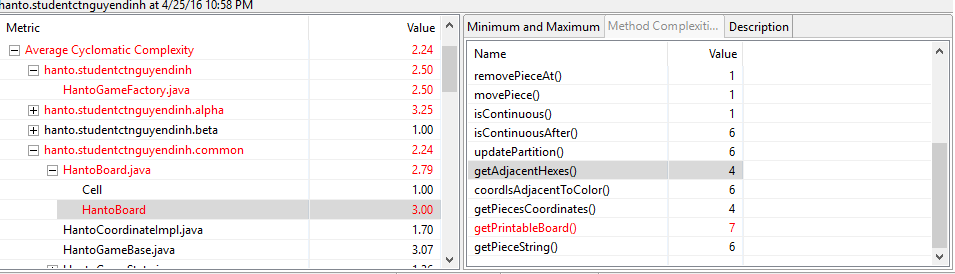 hanto.studentctnguyendinh at 4/25/16 10:58 PM
Metric Value
Average Cyclomatic Complexity 2.24
hanto.studentctnguyendinh 2.50
HantoGameFactory.java 2.50
hanto.studentctnguyendinh.alpha 3.25
hanto.studentctnguyendinh.beta 1.00
hanto.studentctnguyendinh.common 2.24
HantoBoard.java 2.79
Cell 1.00
HantoBoard 3.00
HantoCoordinateImpl.java 1.70
HantoGameBase.java 3.07
Minimum and Maximum Method Complexiti... Description
Name Value
removePieceAt() 1
movePiece() 1
isContinuous() 1
isContinuousAfter() 6
updatePartition() 6
getAdjacentHexes() 4
coordIsAdjacentToColor() 6
getPiecesCoordinates() 4
getPrintableBoard() 7
getPieceString() 6